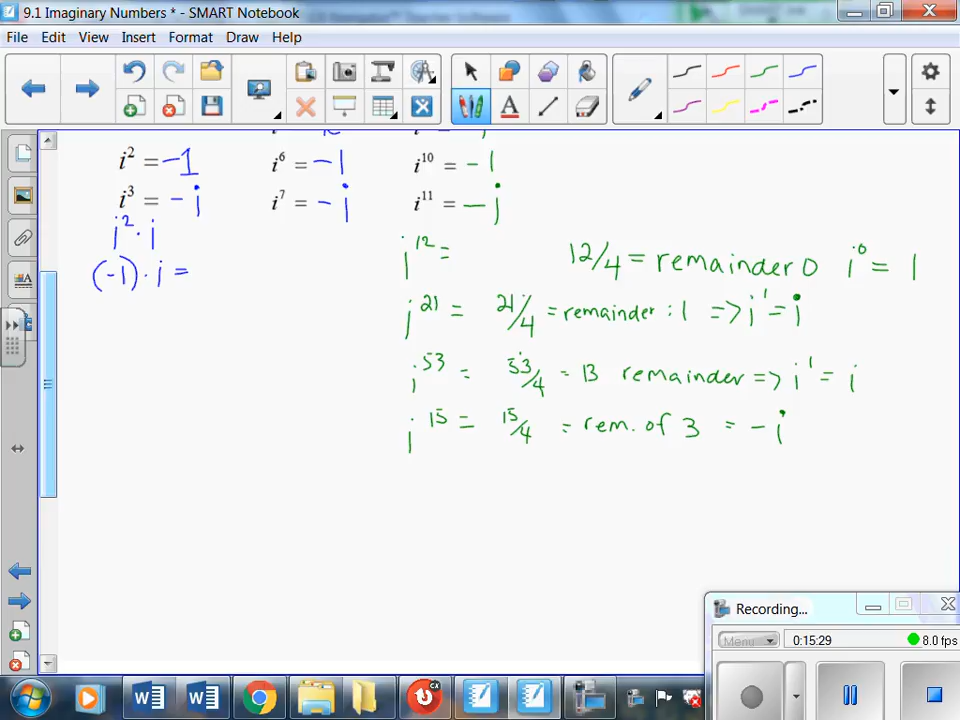 9.1 Imaginary Numbers * - SMART Notebook
File Edit View Insert Format Draw Help
i² = -1
i⁶ = -1
i¹⁰ = -1
i³ = -i
i⁷ = -i
i¹¹ = -i
i² · i
(-1) · i =
i¹² = 12/4 = remainder 0 i⁰ = 1
i²¹ = 21/4 = remainder : 1 => i¹ = i
i⁵³ = 53/4 = 13 remainder => i¹ = i
i¹⁵ = 15/4 = rem. of 3 = -i
Recording...
Menu 0:15:29 8.0 fps